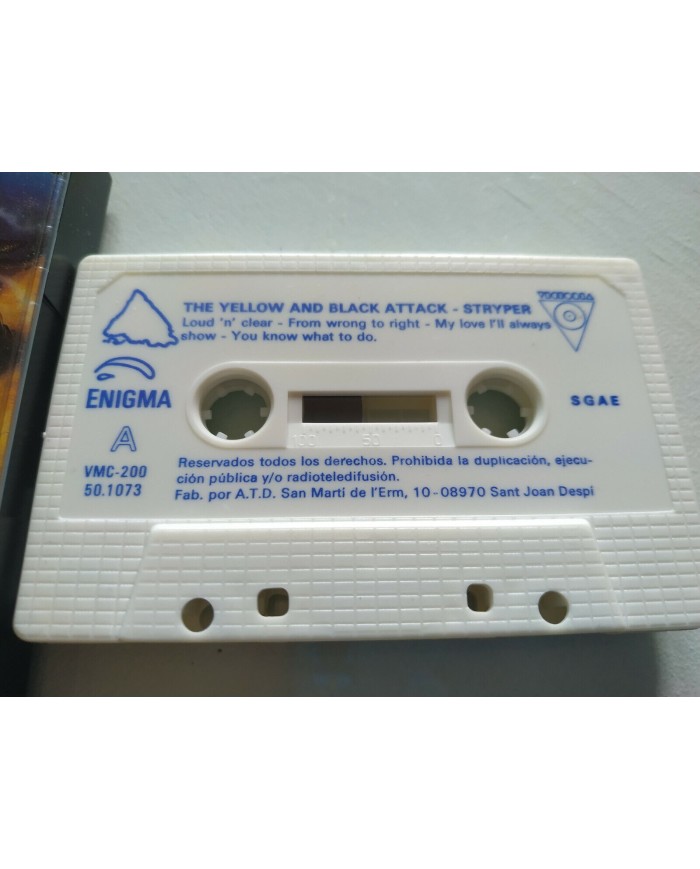 THE YELLOW AND BLACK ATTACK - STRYPER
Loud 'n' clear - From wrong to right - My love I'll always
show - You know what to do.
ENIGMA
SGAE
A
VMC-200
50.1073
100 50 0
Reservados todos los derechos. Prohibida la duplicación, ejecu-
ción pública y/o radioteledifusión.
Fab. por A.T.D. San Martí de l'Erm, 10-08970 Sant Joan Despi